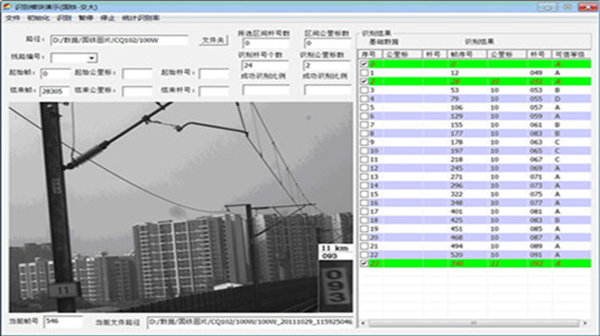 识别模块演示(国铁-交大)
文件 初始化 识别 暂停 停止 统计识别率
路径: D:/数据/国铁图片/CQ102/100W 文件夹
线路编号:
起始帧: 0 起始公里标: 起始杆号:
结束帧: 28305 结束公里标: 结束杆号:
筛选区间杆号数 区间公里标数
0 0
识别杆号个数 识别公里标数
24 2
成功识别比例 成功识别比例
识别结果
基础数据 识别结果
序号 公里标 杆号 帧序号 公里标 杆号 可信等级
0 0 A
1 12 049 A
2 28 10 A
3 53 10 053 B
4 79 10 055 D
5 106 10 057 A
6 129 10 059 A
7 155 10 061 B
8 177 10 083 B
9 178 10 063 C
10 197 10 065 C
11 218 10 067 C
12 245 10 069 A
13 271 10 071 A
14 296 10 073 A
15 322 10 075 A
16 348 10 077 A
17 401 10 081 A
18 425 10 083 B
19 451 10 085 A
20 468 10 087 A
21 494 10 089 A
22 520 10 091 A
23 546 11 093 A
11 km
093
11
093
当前帧号 546 当前文件路径 D:/数据/国铁图片/CQ102/100W/100W_20111029_115925046